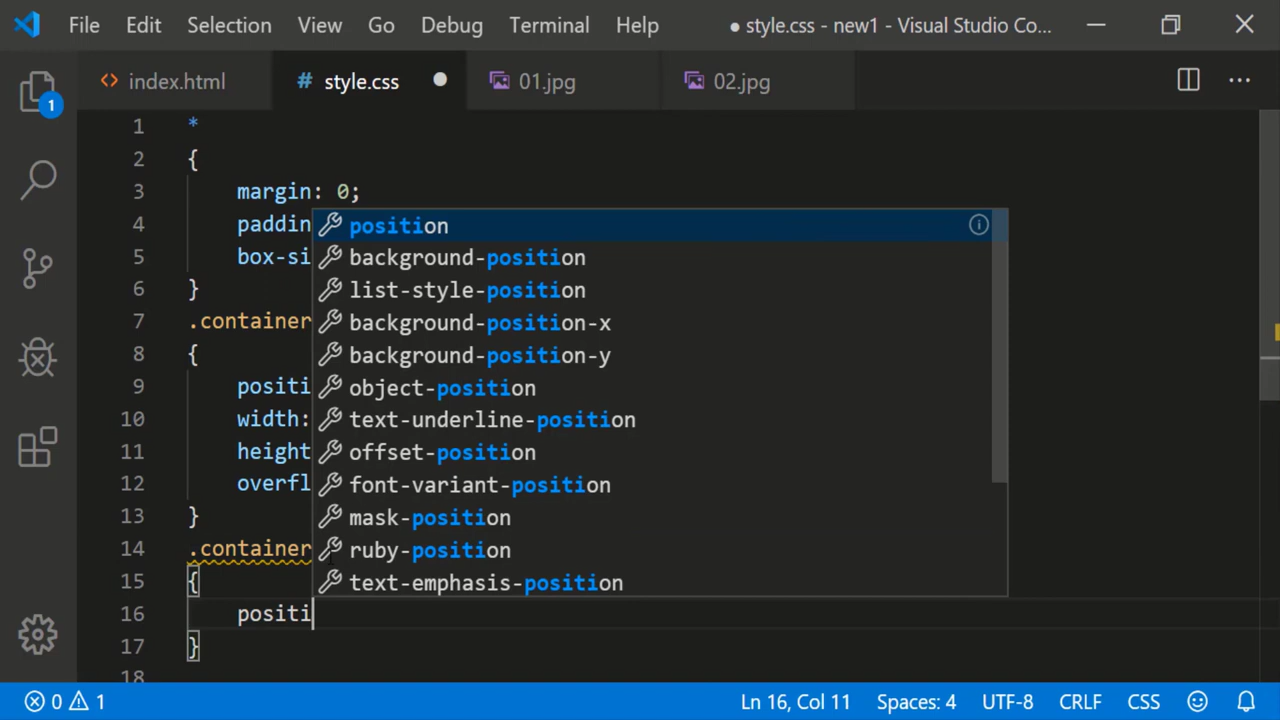 File Edit Selection View Go Debug Terminal Help ● style.css - new1 - Visual Studio Co...
index.html # style.css 01.jpg 02.jpg
1
1 *
2 {
3 margin: 0;
4 paddin
5 box-si
6 }
7 .container
8 {
9 positi
10 width:
11 height
12 overfl
13 }
14 .container
15 {
16 positi
17 }
18
position
background-position
list-style-position
background-position-x
background-position-y
object-position
text-underline-position
offset-position
font-variant-position
mask-position
ruby-position
text-emphasis-position
0 1 Ln 16, Col 11 Spaces: 4 UTF-8 CRLF CSS